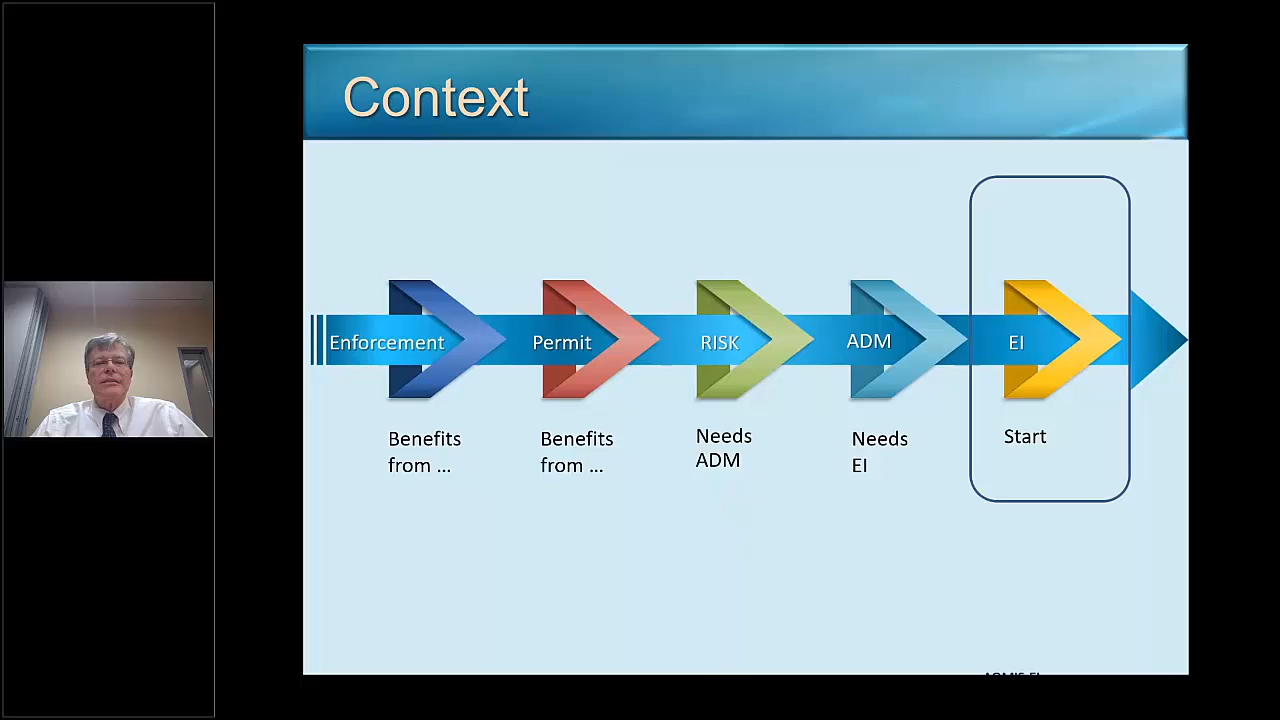 Context
Enforcement
Permit
RISK
ADM
EI
Benefits
from ...
Benefits
from ...
Needs
ADM
Needs
EI
Start